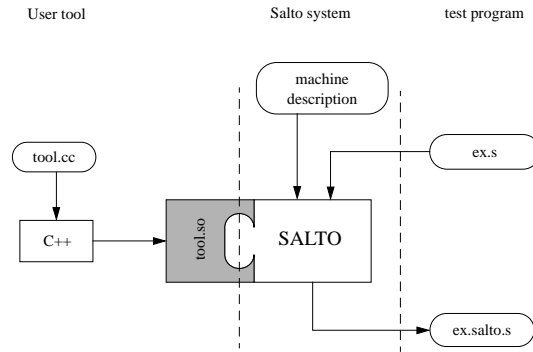 User tool
Salto system
test program
machine
description
tool.cc
ex.s
C++
tool.so
SALTO
ex.salto.s